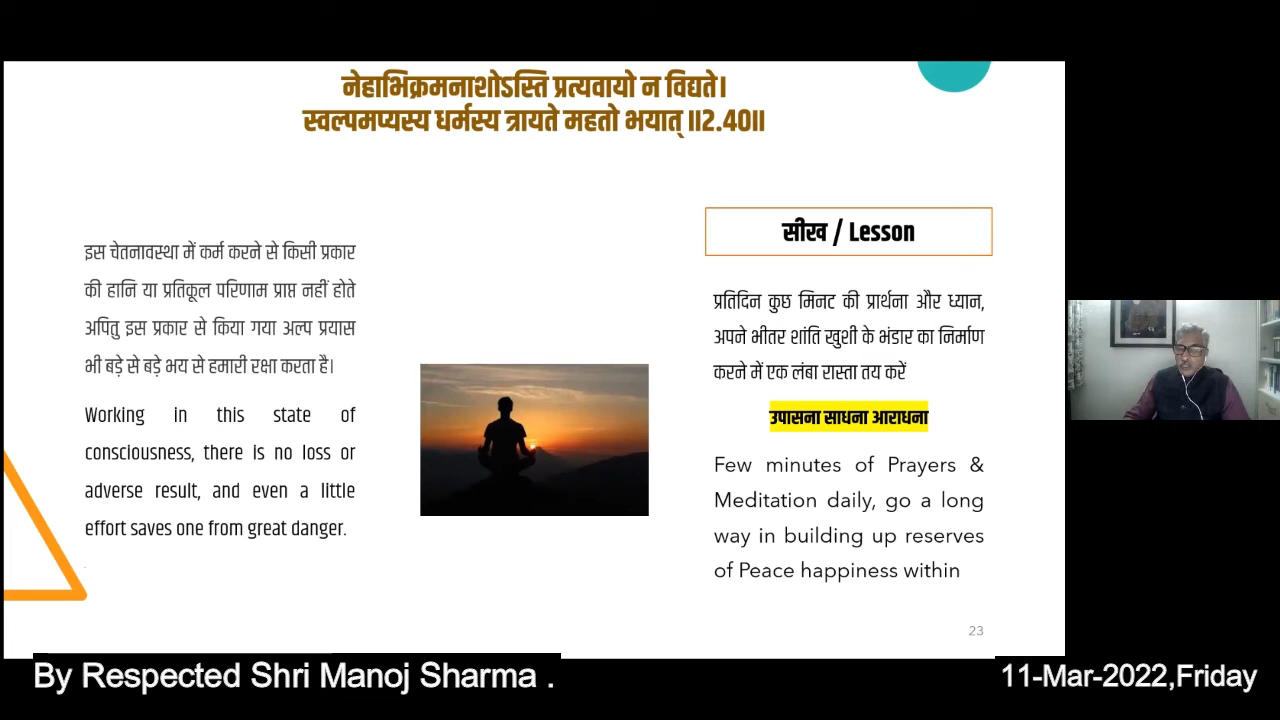 नेहाभिक्रमनाशोऽस्ति प्रत्यवायो न विद्यते।
स्वल्पमप्यस्य धर्मस्य त्रायते महतो भयात् ॥2.40॥
इस चेतनावस्था में कर्म करने से किसी प्रकार
की हानि या प्रतिकूल परिणाम प्राप्त नहीं होते
अपितु इस प्रकार से किया गया अल्प प्रयास
भी बड़े से बड़े भय से हमारी रक्षा करता है।
Working in this state of
consciousness, there is no loss or
adverse result, and even a little
effort saves one from great danger.
सीख / Lesson
प्रतिदिन कुछ मिनट की प्रार्थना और ध्यान,
अपने भीतर शांति खुशी के भंडार का निर्माण
करने में एक लंबा रास्ता तय करें
उपासना साधना आराधना
Few minutes of Prayers &
Meditation daily, go a long
way in building up reserves
of Peace happiness within
23
By Respected Shri Manoj Sharma .
11-Mar-2022,Friday